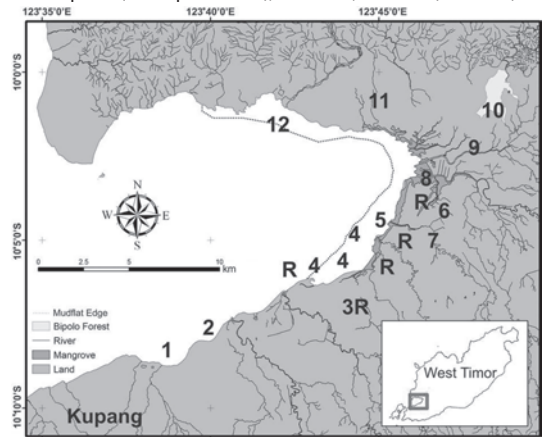 123°35'0"E 123°40'0"E 123°45'0"E
10°0'0"S
11
10
12
9
8
R
N
W E
S
6
5
4
R 7
10°5'0"S
0 5 10
km
R 4 4 R
3R
Mudflat Edge
Bipolo Forest
River
Mangrove
Land
2
1
West Timor
10°10'0"S
Kupang